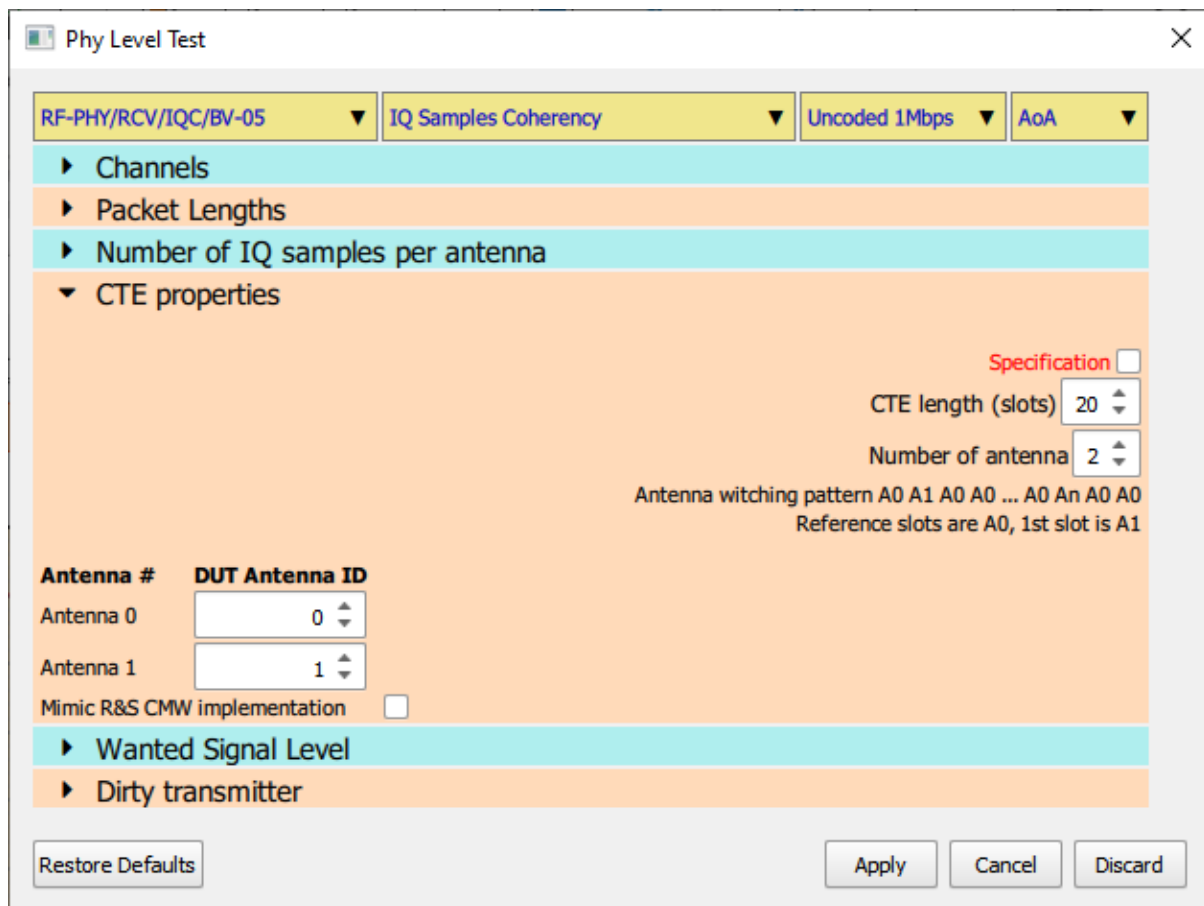 Phy Level Test
RF-PHY/RCV/IQC/BV-05 IQ Samples Coherency Uncoded 1Mbps AoA
Channels
Packet Lengths
Number of IQ samples per antenna
CTE properties
Specification
CTE length (slots) 20
Number of antenna 2
Antenna witching pattern A0 A1 A0 A0 ... A0 An A0 A0
Reference slots are A0, 1st slot is A1
Antenna # DUT Antenna ID
Antenna 0 0
Antenna 1 1
Mimic R&S CMW implementation
Wanted Signal Level
Dirty transmitter
Restore Defaults Apply Cancel Discard